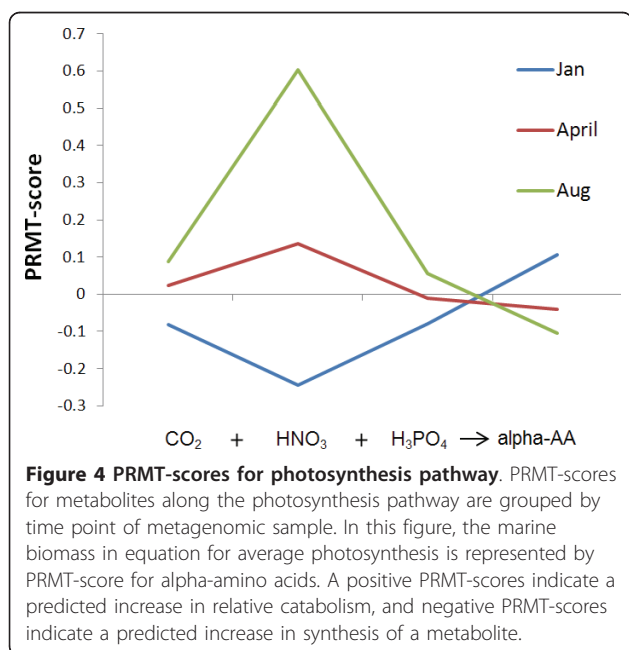 0.7
0.6
0.5
0.4
0.3
0.2
0.1
0
-0.1
-0.2
-0.3
PRMT-score
Jan
April
Aug
CO₂ + HNO₃ + H₃PO₄ → alpha-AA
Figure 4 PRMT-scores for photosynthesis pathway. PRMT-scores
for metabolites along the photosynthesis pathway are grouped by
time point of metagenomic sample. In this figure, the marine
biomass in equation for average photosynthesis is represented by
PRMT-score for alpha-amino acids. A positive PRMT-scores indicate a
predicted increase in relative catabolism, and negative PRMT-scores
indicate a predicted increase in synthesis of a metabolite.